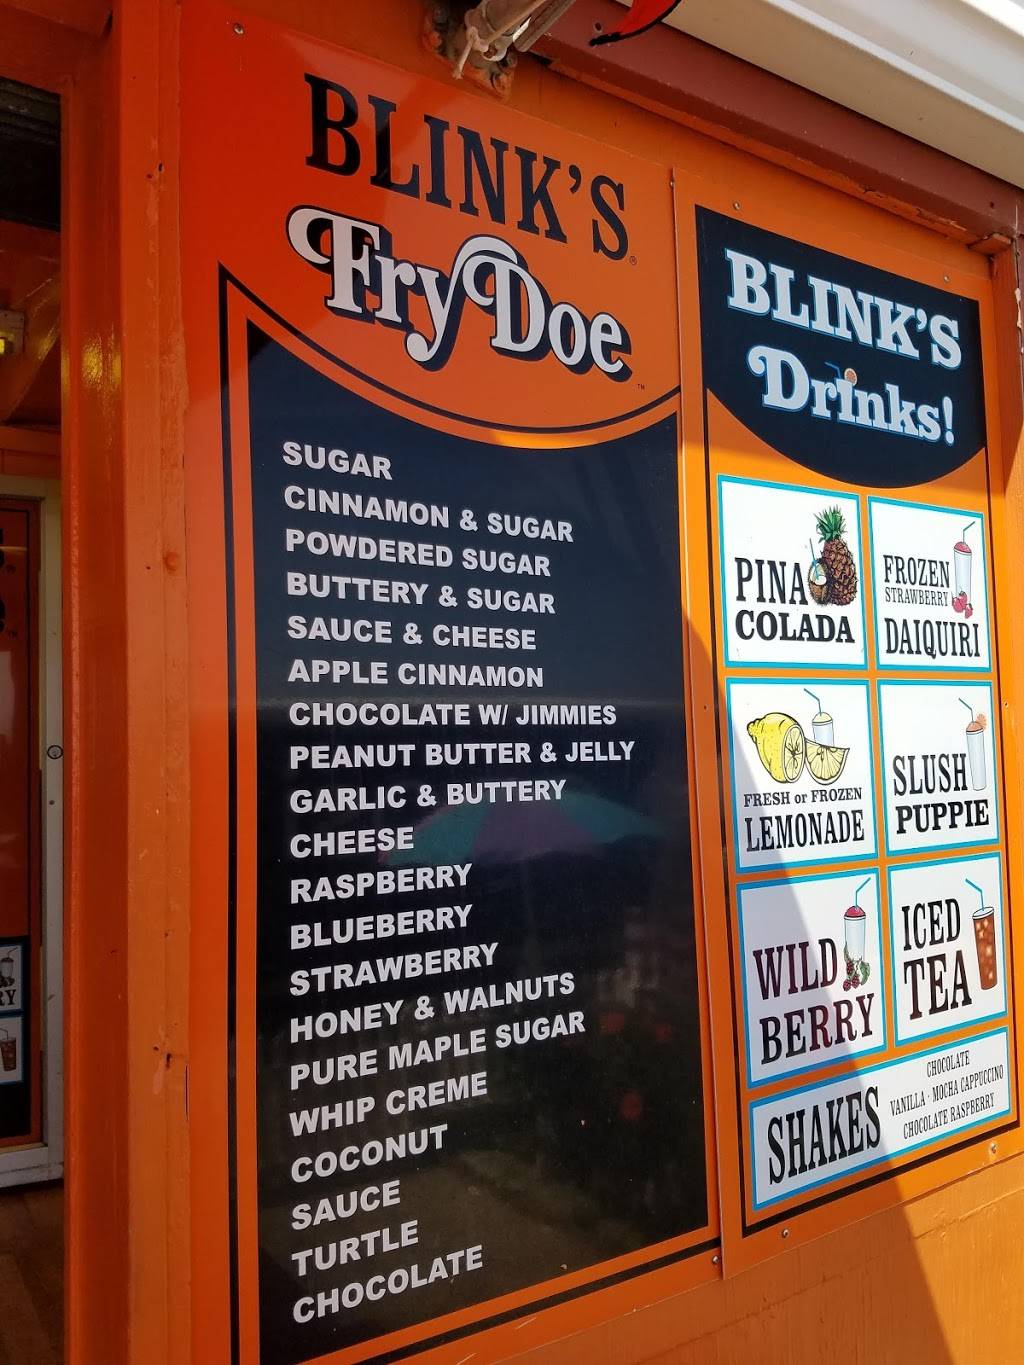 BLINK'S
®
Fry Doe
™
SUGAR
CINNAMON & SUGAR
POWDERED SUGAR
BUTTERY & SUGAR
SAUCE & CHEESE
APPLE CINNAMON
CHOCOLATE W/ JIMMIES
PEANUT BUTTER & JELLY
GARLIC & BUTTERY
CHEESE
RASPBERRY
BLUEBERRY
STRAWBERRY
HONEY & WALNUTS
PURE MAPLE SUGAR
WHIP CREME
COCONUT
SAUCE
TURTLE
CHOCOLATE
BLINK'S
Drinks!
PINA
COLADA
FROZEN
STRAWBERRY
DAIQUIRI
FRESH or FROZEN
LEMONADE
SLUSH
PUPPIE
WILD
BERRY
ICED
TEA
SHAKES
CHOCOLATE
VANILLA · MOCHA CAPPUCCINO
CHOCOLATE RASPBERRY